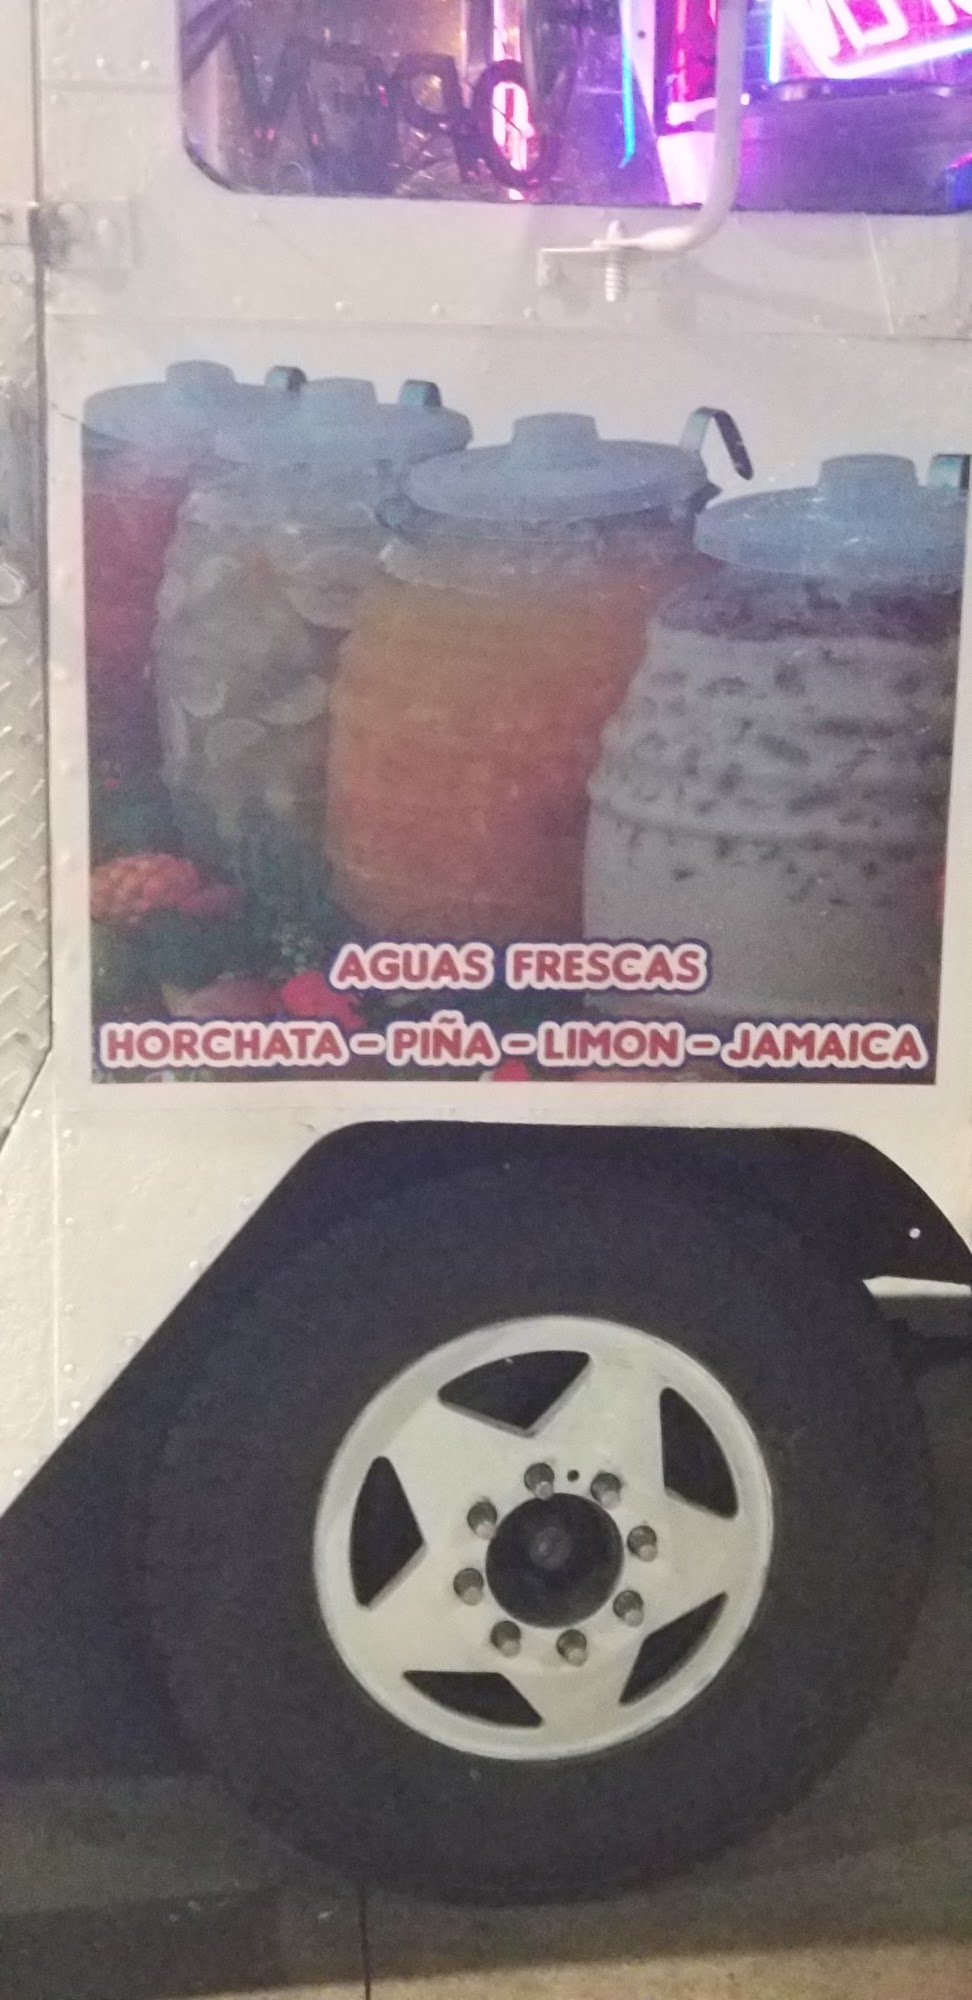 AGUAS FRESCAS
HORCHATA - PIÑA - LIMON - JAMAICA